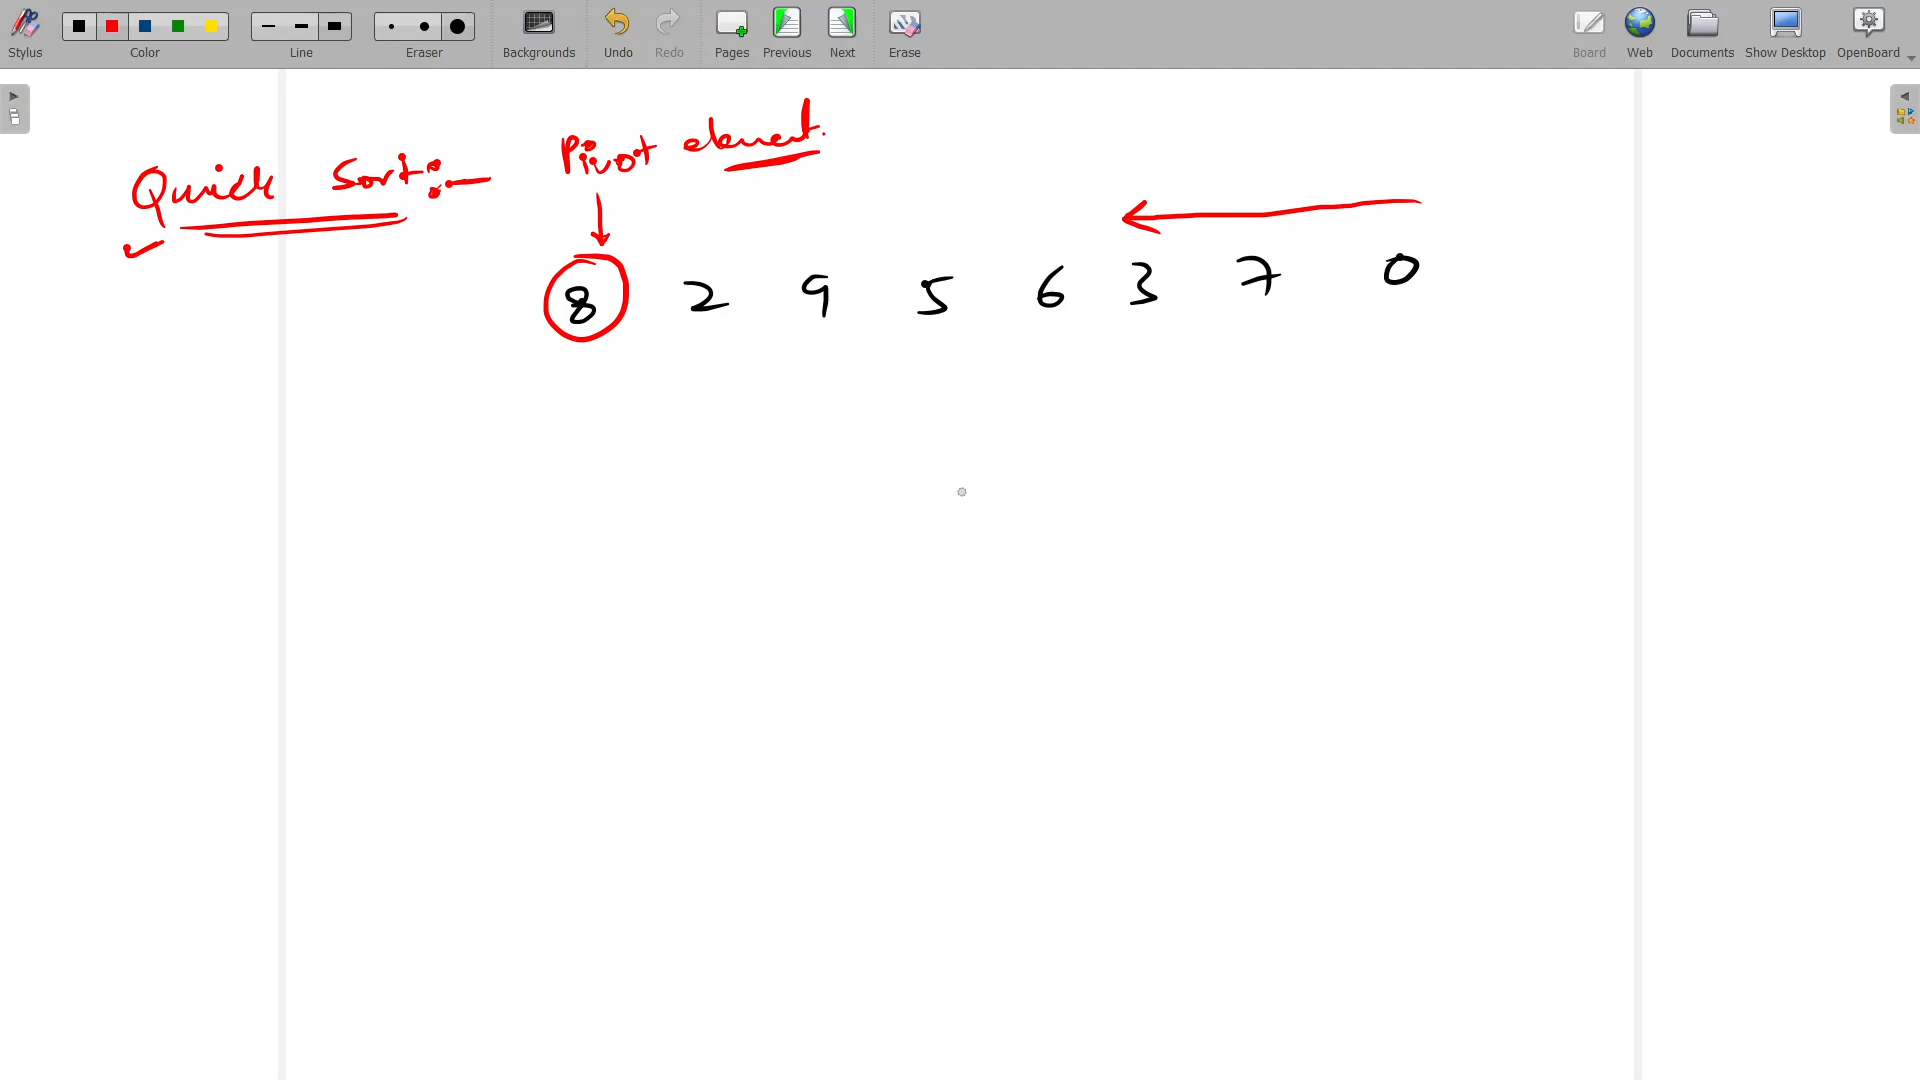 Stylus Color Line Eraser Backgrounds Undo Redo Pages Previous Next Erase Board Web Documents Show Desktop OpenBoard
Pivot element.
Quick Sort:-
8 2 9 5 6 3 7 0